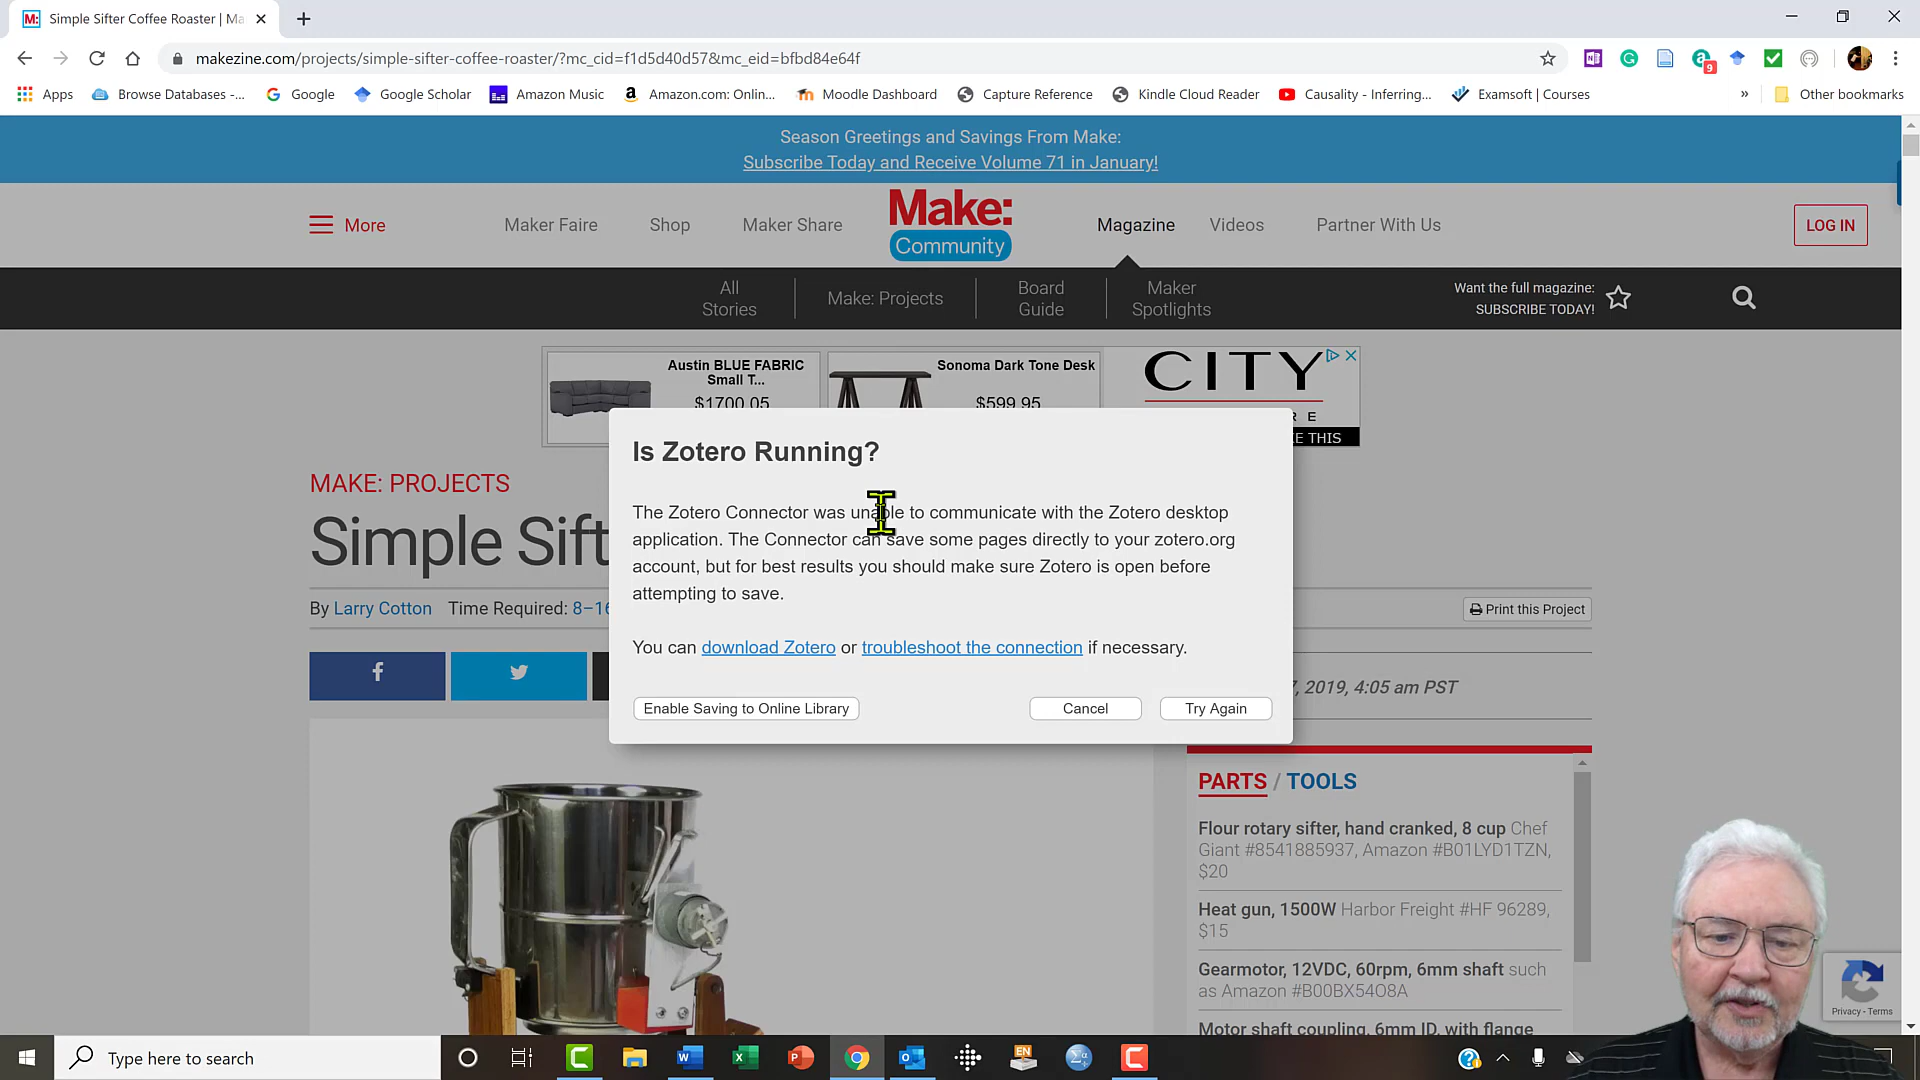 M: Simple Sifter Coffee Roaster | Ma
makezine.com/projects/simple-sifter-coffee-roaster/?mc_cid=f1d5d40d57&mc_eid=bfbd84e64f
9
Apps Browse Databases -... Google Google Scholar Amazon Music Amazon.com: Onlin... Moodle Dashboard Capture Reference Kindle Cloud Reader Causality - Inferring... Examsoft | Courses » Other bookmarks
Season Greetings and Savings From Make:
Subscribe Today and Receive Volume 71 in January!
More Maker Faire Shop Maker Share Make: Community Magazine Videos Partner With Us LOG IN
All Stories Make: Projects Board Guide Maker Spotlights
Want the full magazine:
SUBSCRIBE TODAY!
Austin BLUE FABRIC
Small T...
$1700.05
Sonoma Dark Tone Desk
$599.95
CITY
R E
E THIS
MAKE: PROJECTS
Simple Sift
By Larry Cotton Time Required: 8–16
Print this Project
7, 2019, 4:05 am PST
Is Zotero Running?
The Zotero Connector was unable to communicate with the Zotero desktop
application. The Connector can save some pages directly to your zotero.org
account, but for best results you should make sure Zotero is open before
attempting to save.
You can download Zotero or troubleshoot the connection if necessary.
Enable Saving to Online Library Cancel Try Again
PARTS / TOOLS
Flour rotary sifter, hand cranked, 8 cup Chef
Giant #8541885937, Amazon #B01LYD1TZN,
$20
Heat gun, 1500W Harbor Freight #HF 96289,
$15
Gearmotor, 12VDC, 60rpm, 6mm shaft such
as Amazon #B00BX54O8A
Motor shaft coupling, 6mm ID, with flange
Privacy - Terms
Type here to search
EN